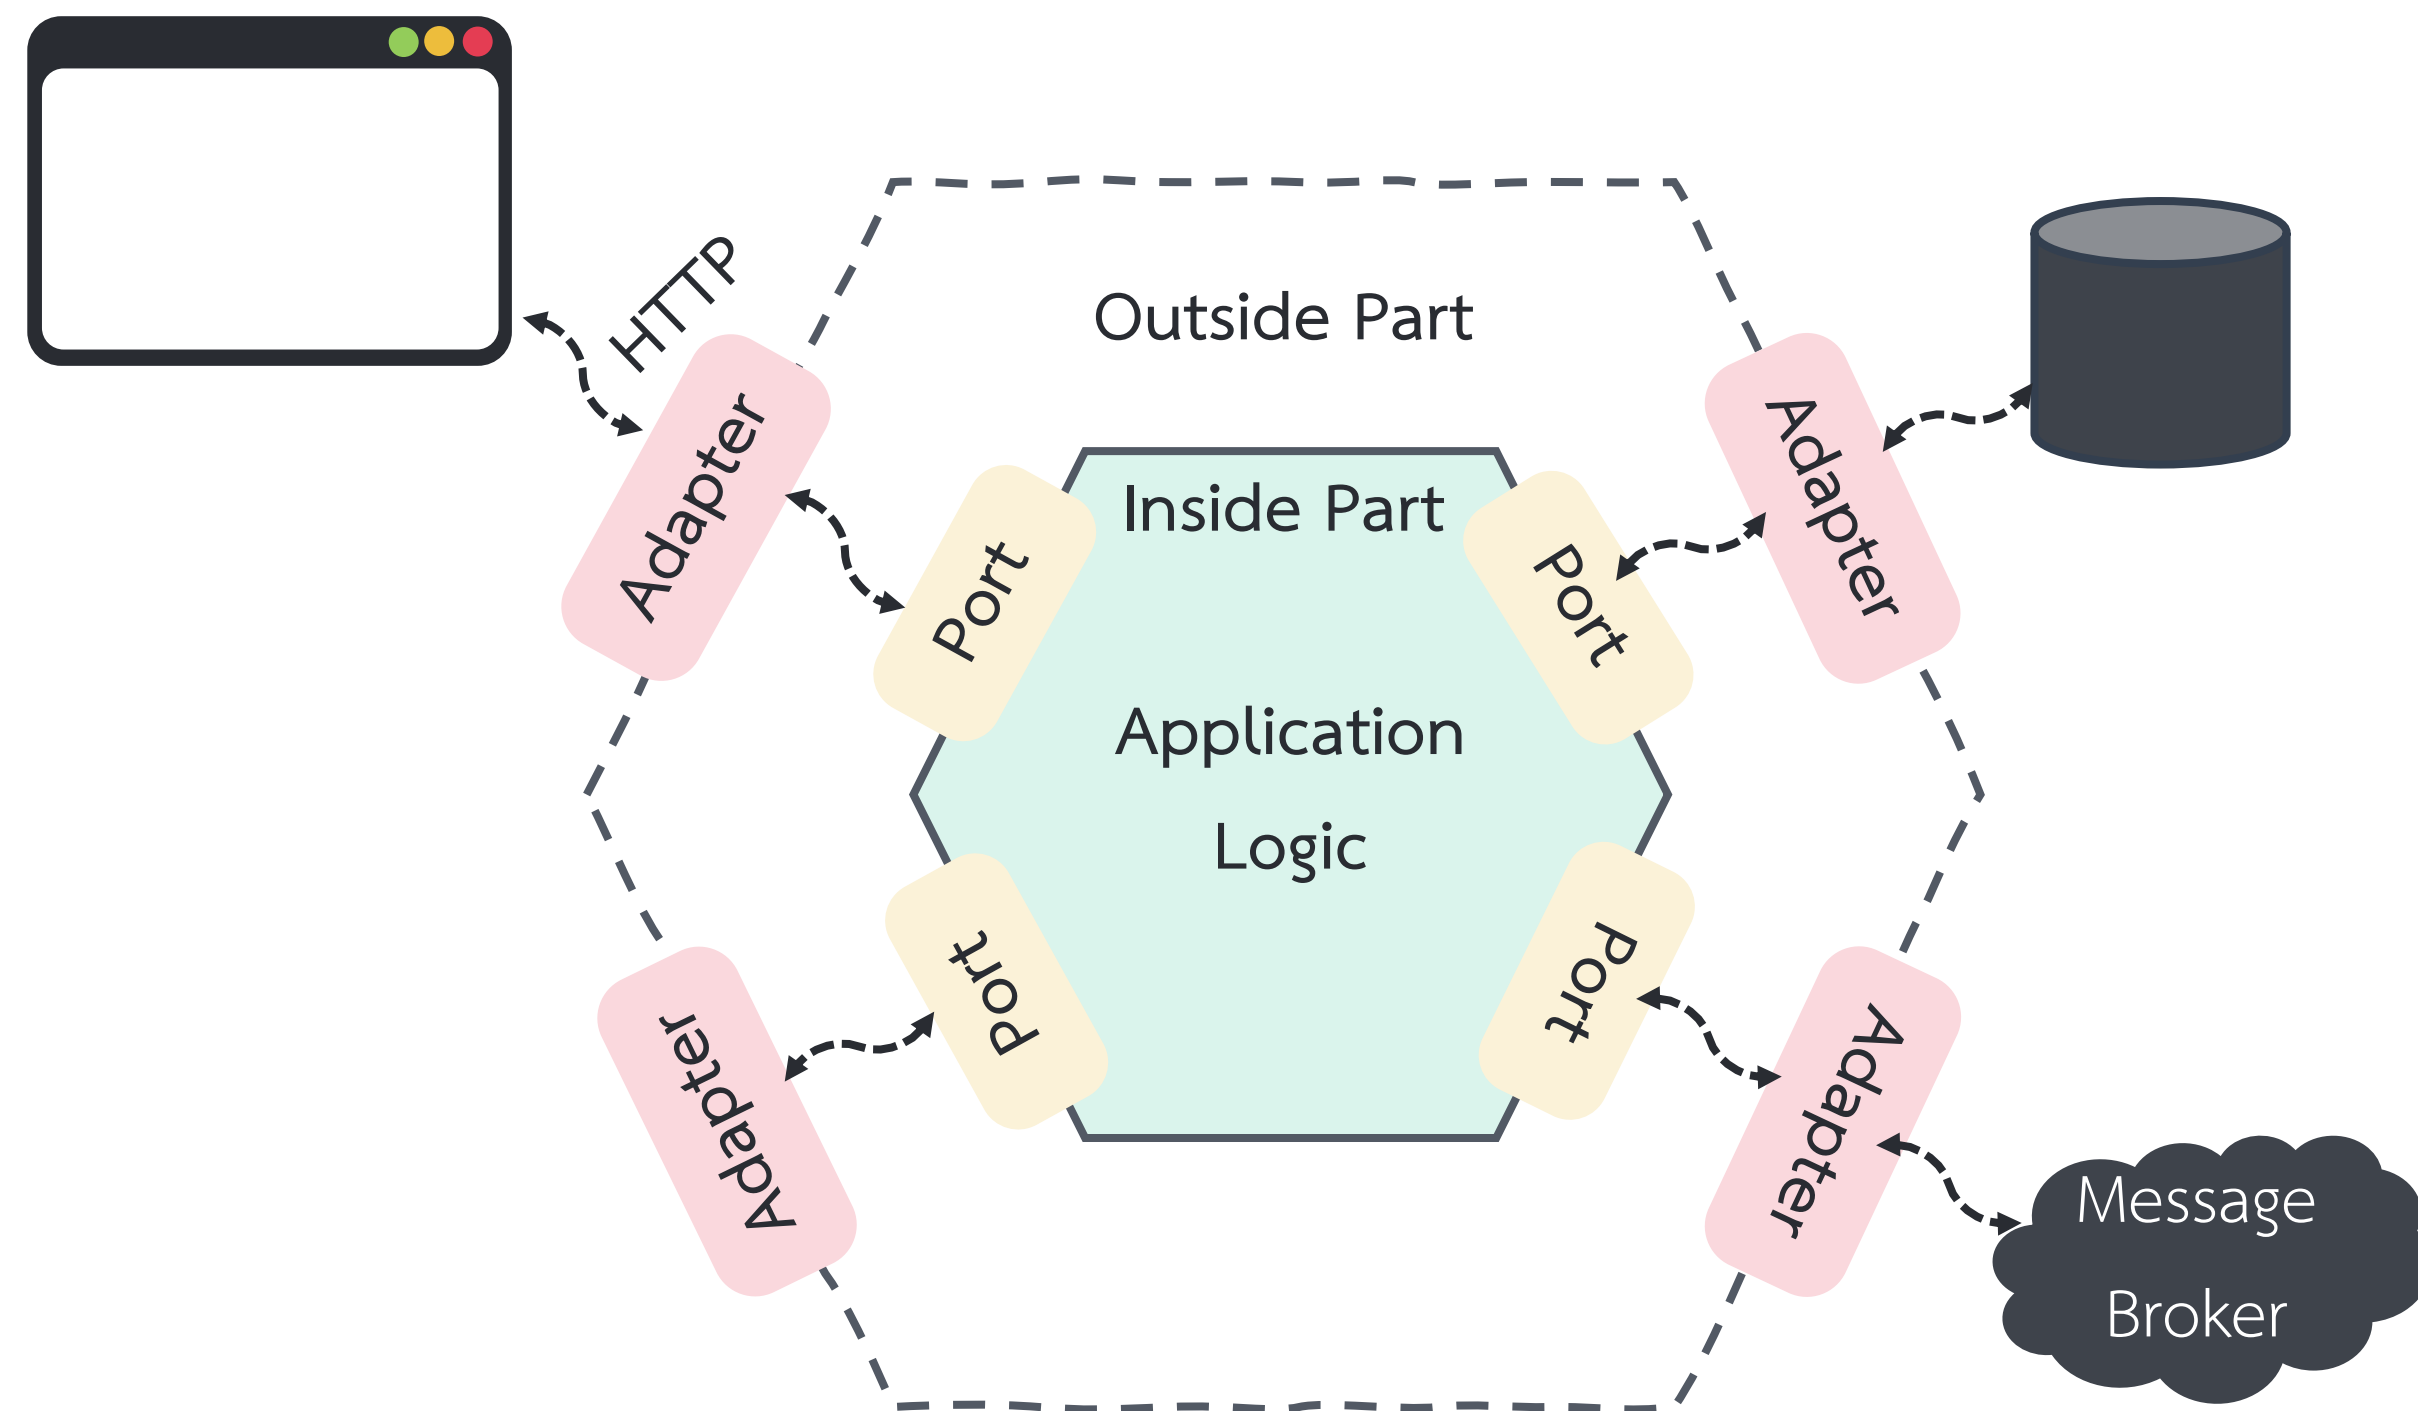 HTTP
Outside Part
Adapter
Adapter
Inside Part
Port
Port
Application
Logic
Port
Port
Adapter
Adapter
Message
Broker